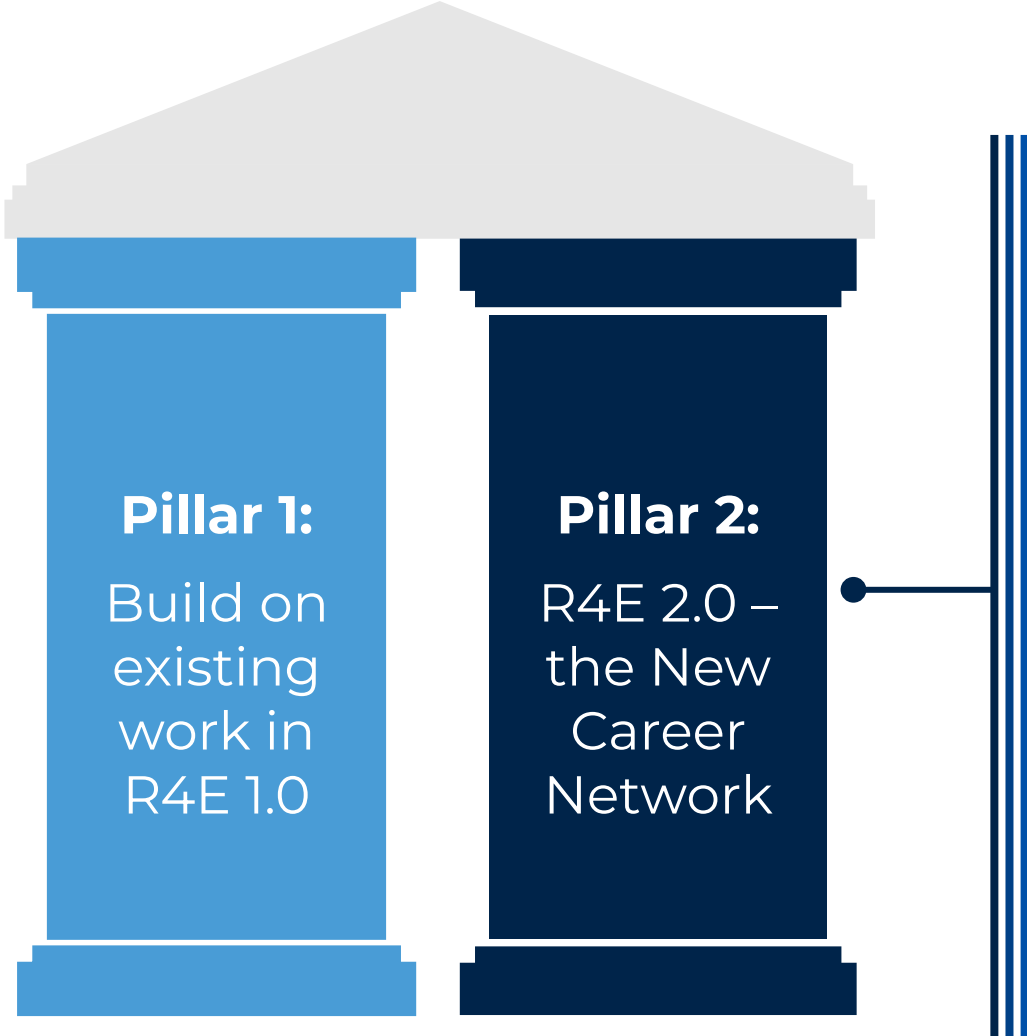 Pillar 1:
Build on
existing
work in
R4E 1.0
Pillar 2:
R4E 2.0 –
the New
Career
Network